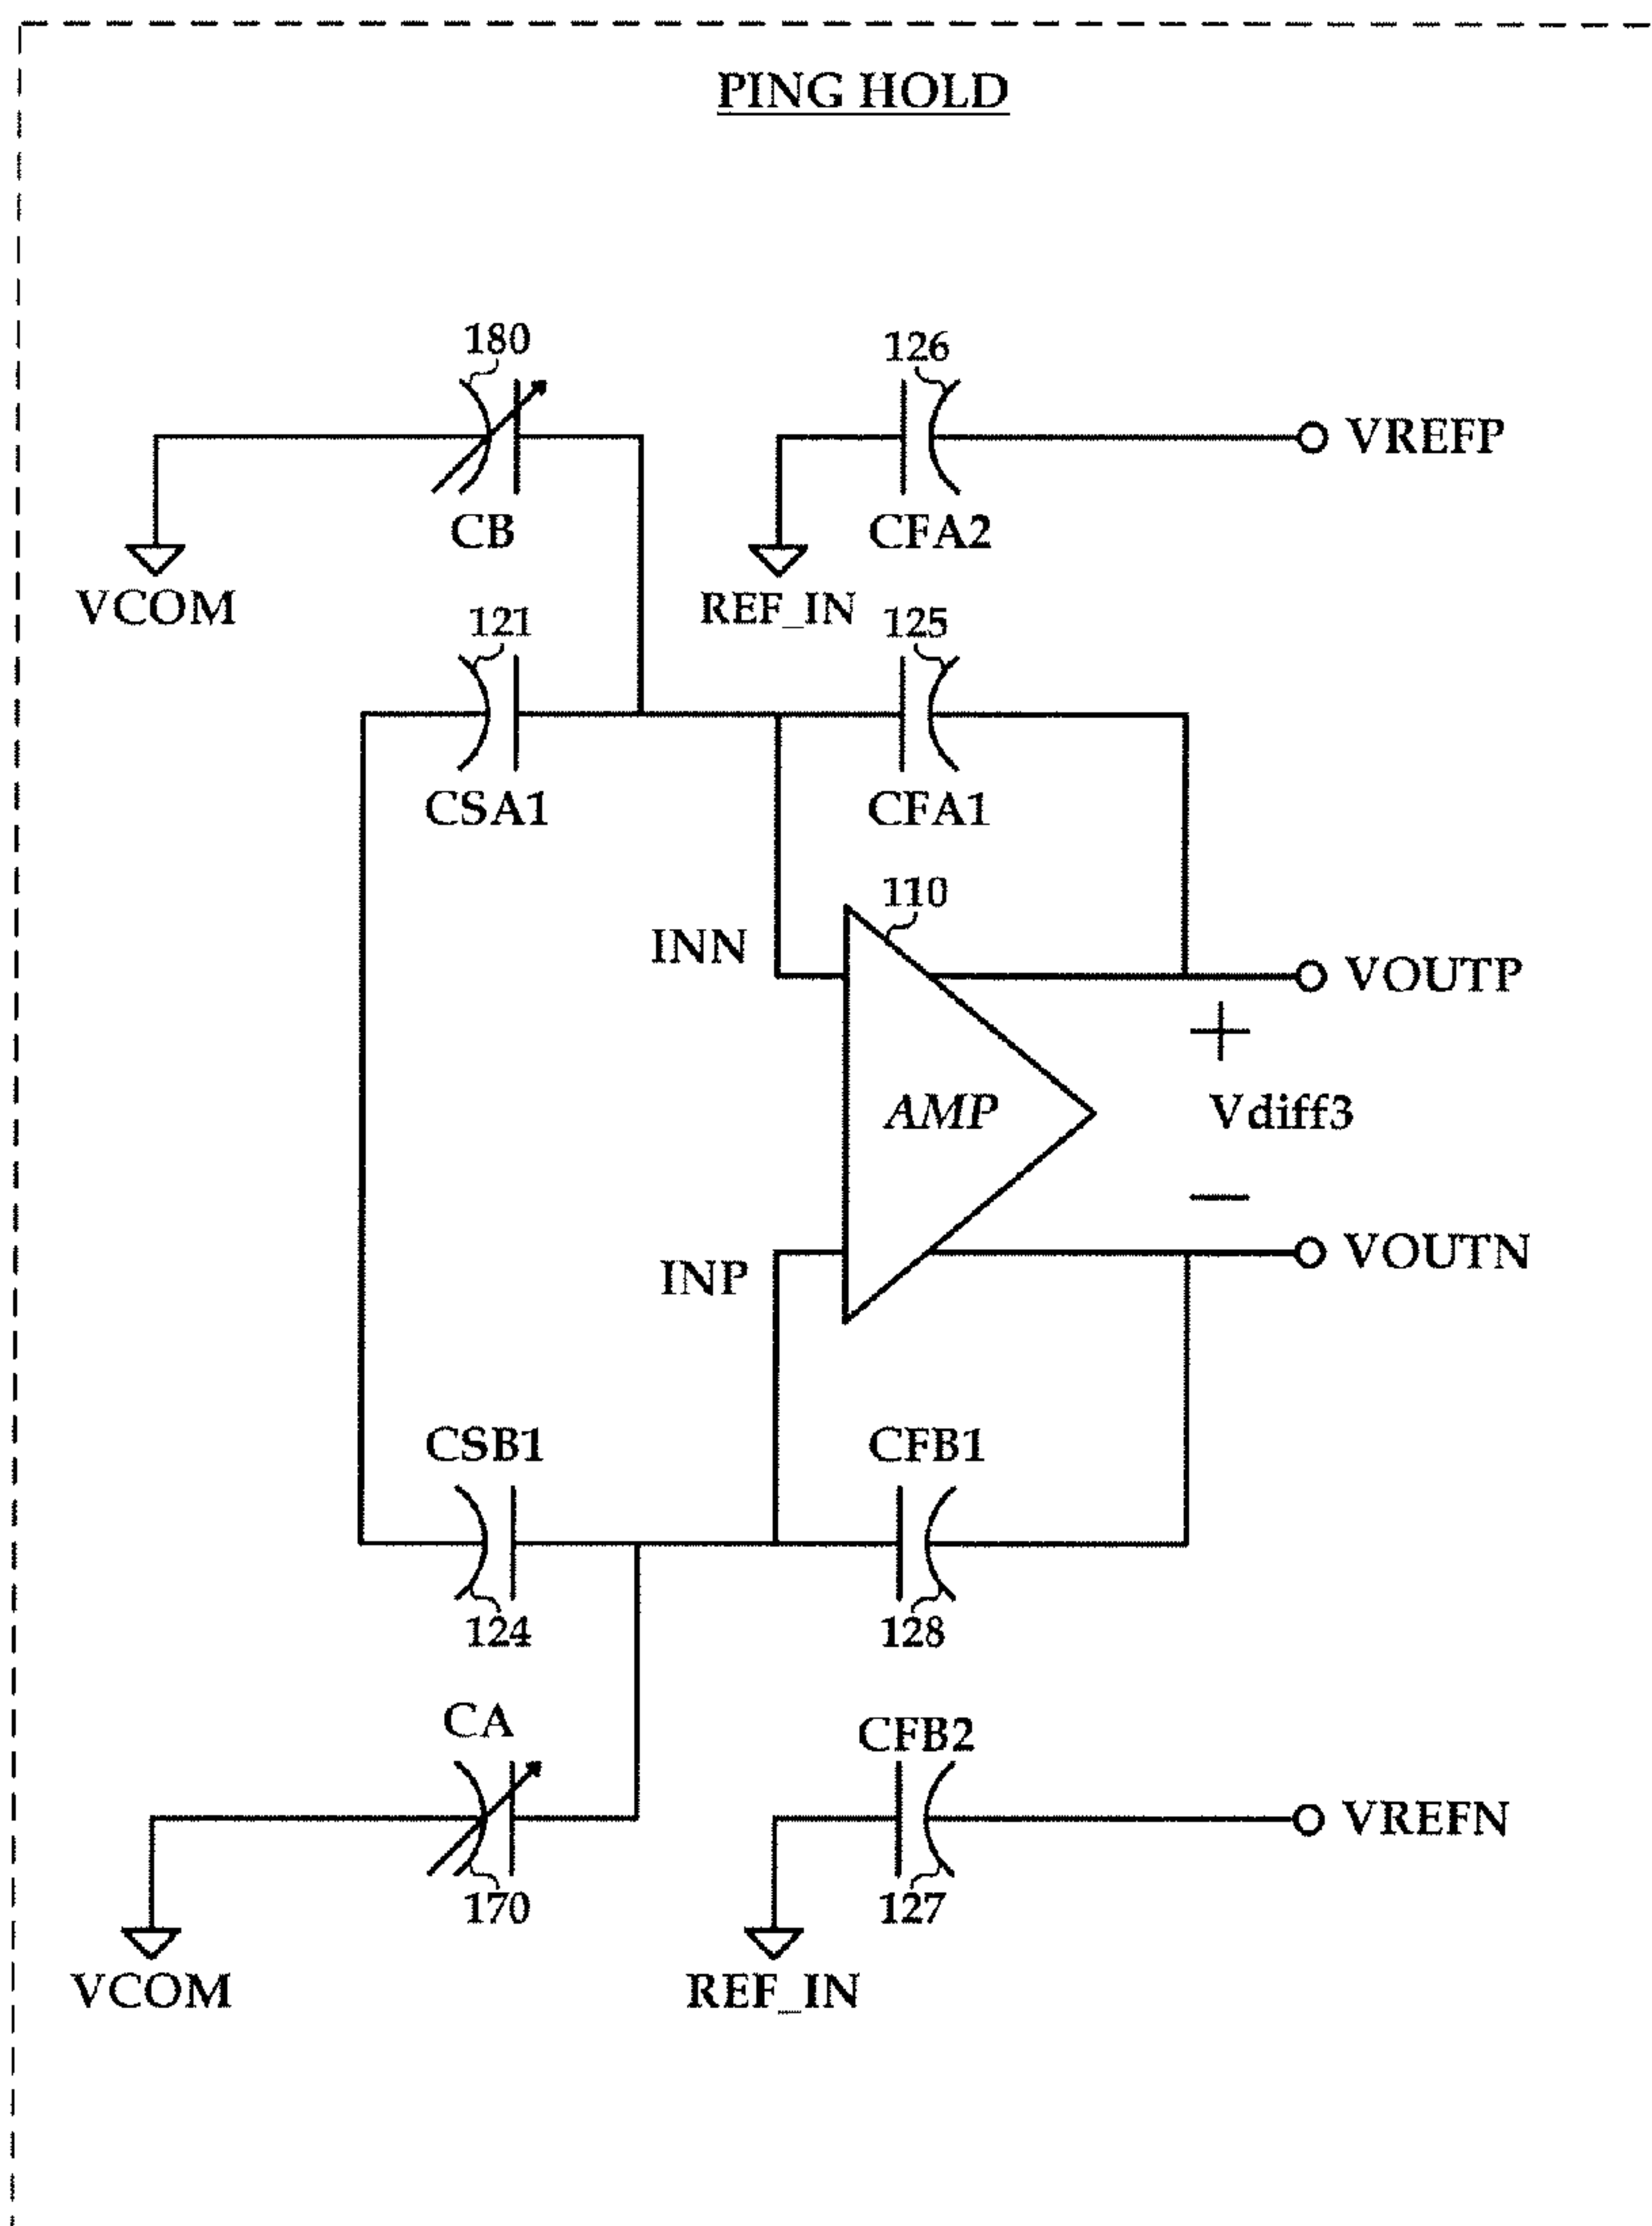 PING HOLD
180
126
VREFP
CB
CFA2
VCOM
REF_IN
121
125
CSA1
CFA1
110
INN
VOUTP
+
AMP
Vdiff3
—
INP
VOUTN
CSB1
CFB1
124
128
CA
CFB2
VREFN
170
127
VCOM
REF_IN